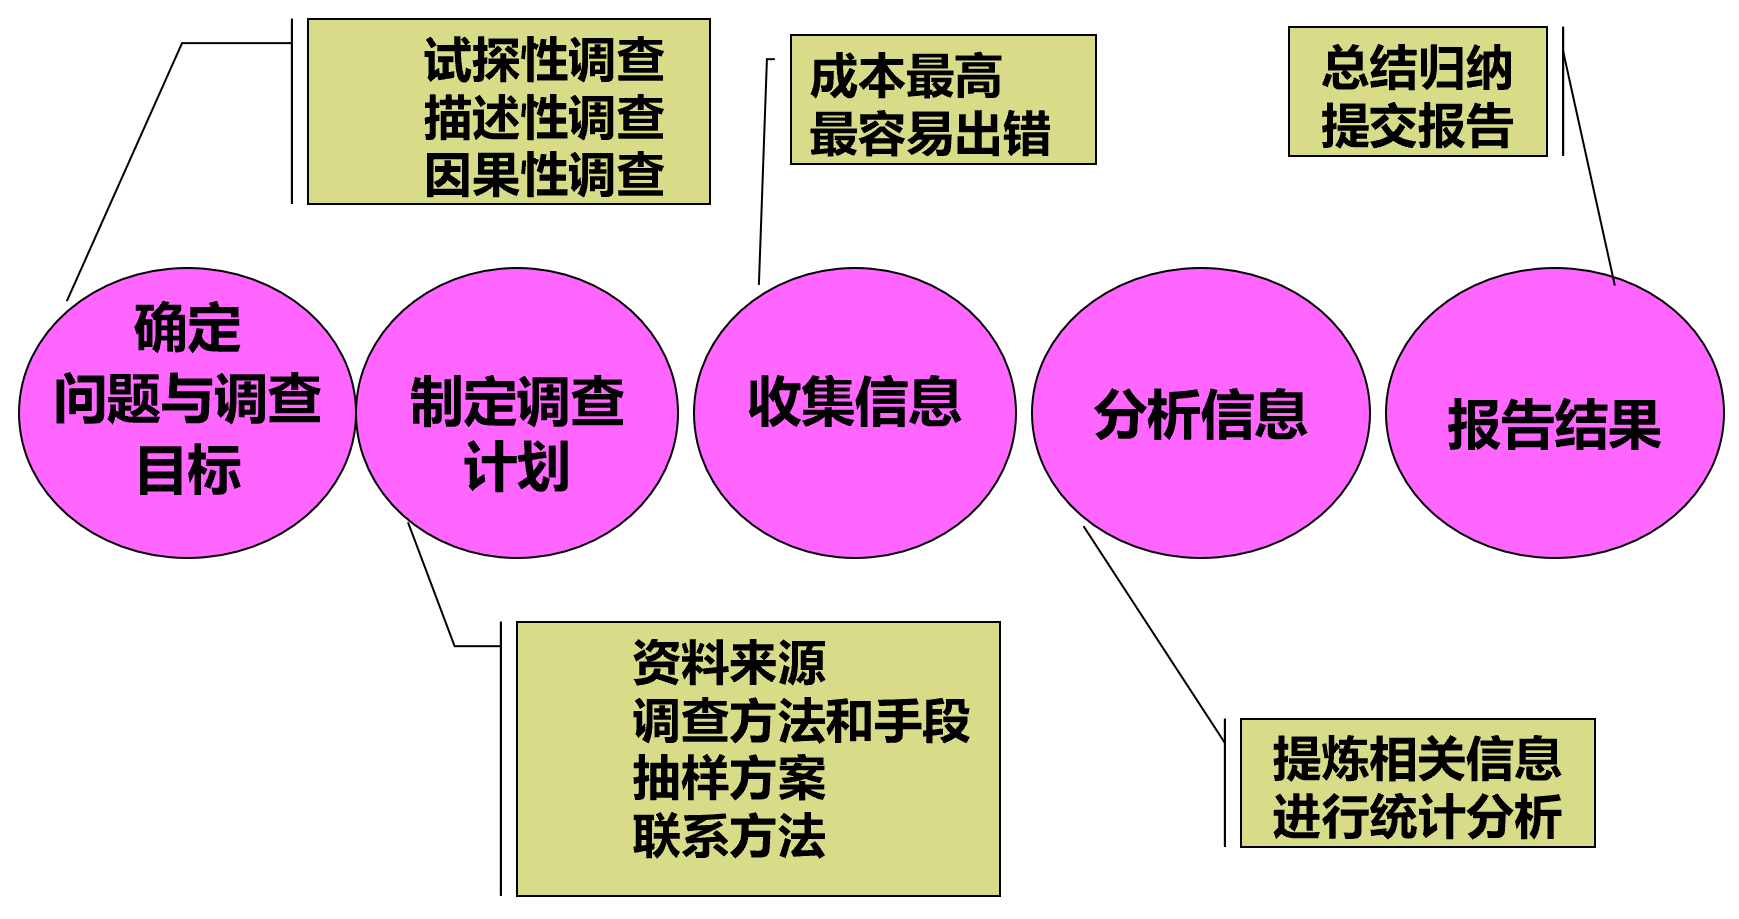 试探性调查
描述性调查
因果性调查
成本最高
最容易出错
总结归纳
提交报告
确定
问题与调查
目标
制定调查
计划
收集信息
分析信息
报告结果
资料来源
调查方法和手段
抽样方案
联系方法
提炼相关信息
进行统计分析